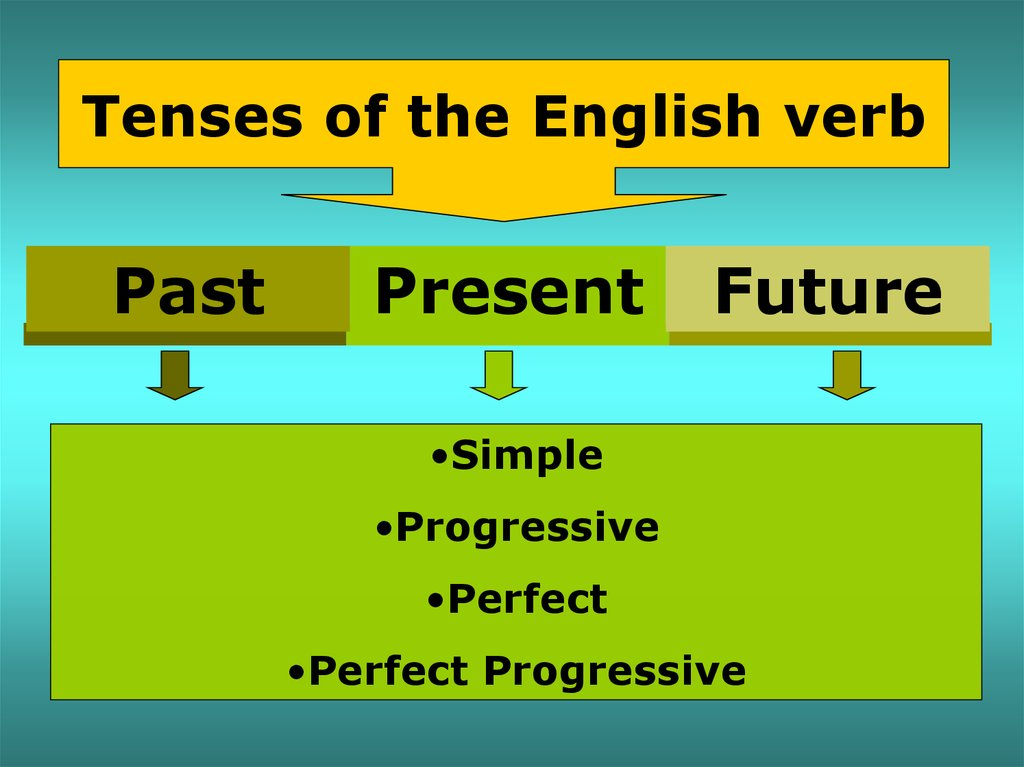 Tenses of the English verb
Past Present Future
•Simple
•Progressive
•Perfect
•Perfect Progressive